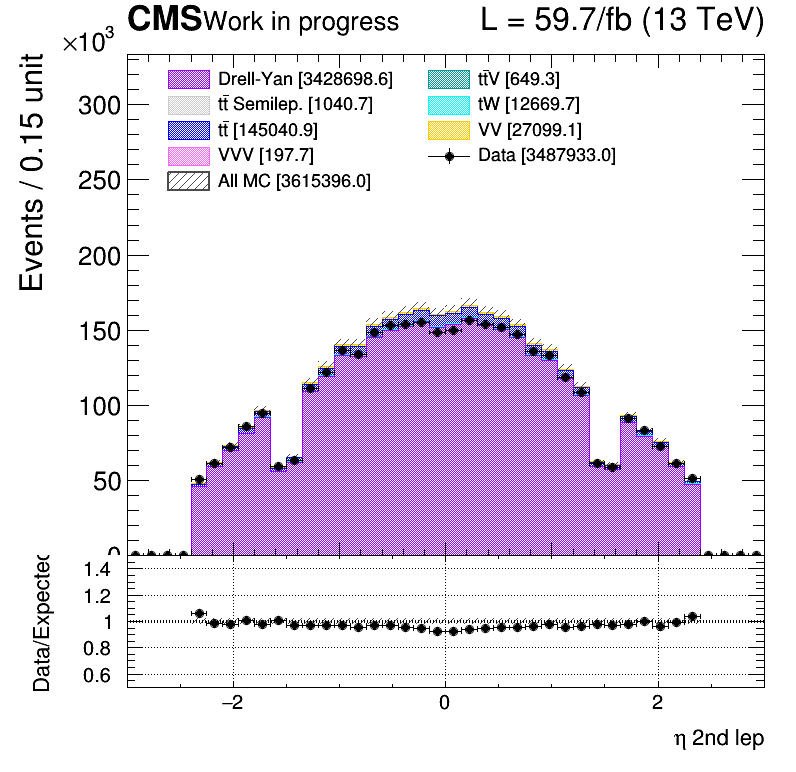 CMS Work in progress L = 59.7/fb (13 TeV)
×10³
Drell-Yan [3428698.6] tt̄V [649.3]
tt̄ Semilep. [1040.7] tW [12669.7]
tt̄ [145040.9] VV [27099.1]
VVV [197.7] Data [3487933.0]
All MC [3615396.0]
Events / 0.15 unit
300
250
200
150
100
50
0
Data/Expected
1.4
1.2
1
0.8
0.6
−2 0 2
η 2nd lep